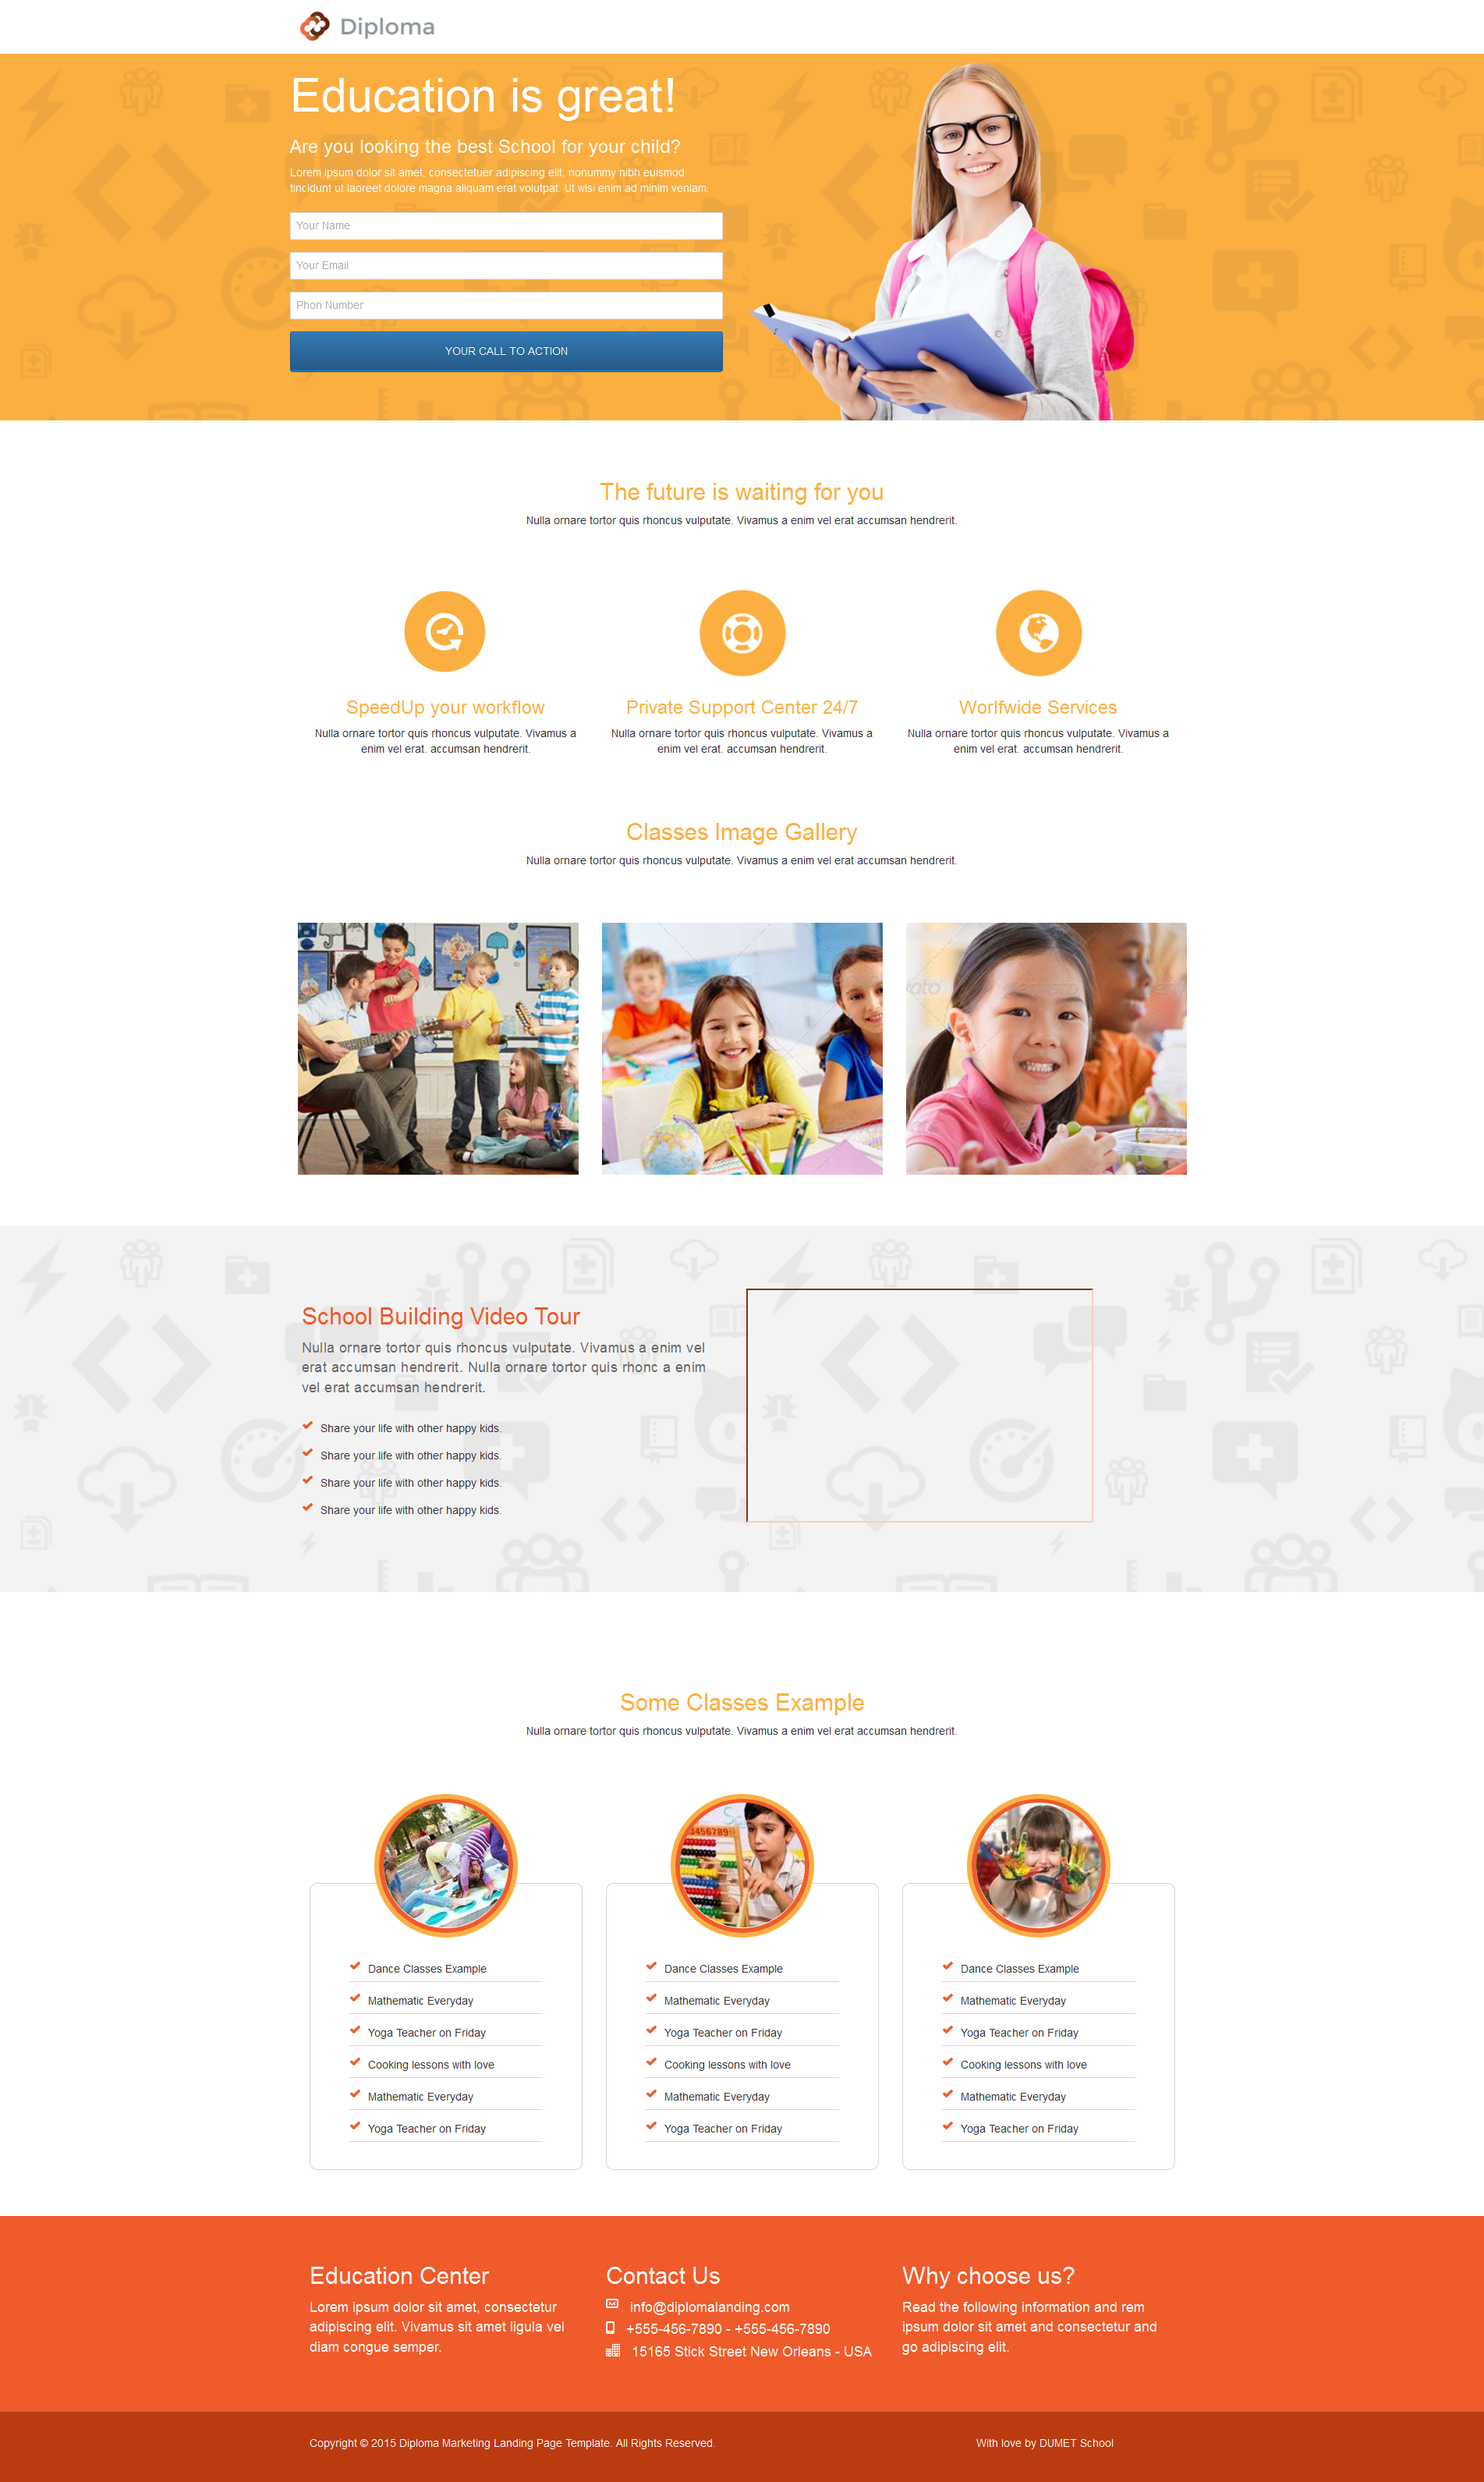 Diploma
Education is great!
Are you looking the best School for your child?
Lorem ipsum dolor sit amet, consectetuer adipiscing elit, nonummy nibh euismod
tincidunt ut laoreet dolore magna aliquam erat volutpat. Ut wisi enim ad minim veniam.
Your Name
Your Email
Phon Number
YOUR CALL TO ACTION
The future is waiting for you
Nulla ornare tortor quis rhoncus vulputate. Vivamus a enim vel erat accumsan hendrerit.
SpeedUp your workflow
Nulla ornare tortor quis rhoncus vulputate. Vivamus a
enim vel erat. accumsan hendrerit.
Private Support Center 24/7
Nulla ornare tortor quis rhoncus vulputate. Vivamus a
enim vel erat. accumsan hendrerit.
Worlfwide Services
Nulla ornare tortor quis rhoncus vulputate. Vivamus a
enim vel erat. accumsan hendrerit.
Classes Image Gallery
Nulla ornare tortor quis rhoncus vulputate. Vivamus a enim vel erat accumsan hendrerit.
School Building Video Tour
Nulla ornare tortor quis rhoncus vulputate. Vivamus a enim vel
erat accumsan hendrerit. Nulla ornare tortor quis rhonc a enim
vel erat accumsan hendrerit.
Share your life with other happy kids.
Share your life with other happy kids.
Share your life with other happy kids.
Share your life with other happy kids.
Some Classes Example
Nulla ornare tortor quis rhoncus vulputate. Vivamus a enim vel erat accumsan hendrerit.
Dance Classes Example
Mathematic Everyday
Yoga Teacher on Friday
Cooking lessons with love
Mathematic Everyday
Yoga Teacher on Friday
3456789
Dance Classes Example
Mathematic Everyday
Yoga Teacher on Friday
Cooking lessons with love
Mathematic Everyday
Yoga Teacher on Friday
Dance Classes Example
Mathematic Everyday
Yoga Teacher on Friday
Cooking lessons with love
Mathematic Everyday
Yoga Teacher on Friday
Education Center
Lorem ipsum dolor sit amet, consectetur
adipiscing elit. Vivamus sit amet ligula vel
diam congue semper.
Contact Us
info@diplomalanding.com
+555-456-7890 - +555-456-7890
15165 Stick Street New Orleans - USA
Why choose us?
Read the following information and rem
ipsum dolor sit amet and consectetur and
go adipiscing elit.
Copyright © 2015 Diploma Marketing Landing Page Template. All Rights Reserved.
With love by DUMET School